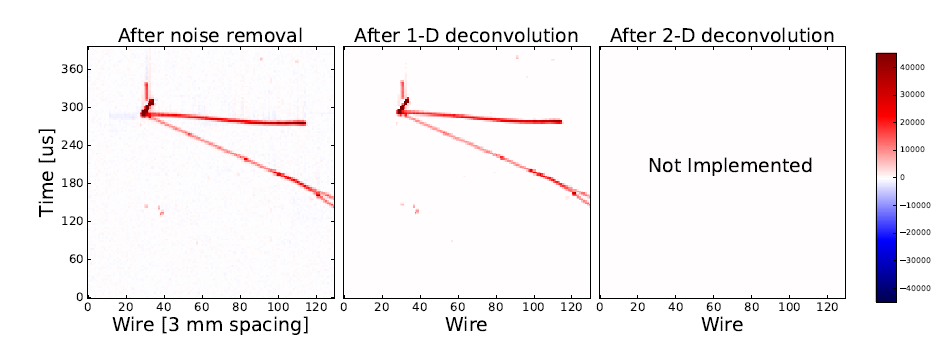 After noise removal
After 1-D deconvolution
After 2-D deconvolution
Time [us]
360
300
240
180
120
60
0
0 20 40 60 80 100 120
Wire [3 mm spacing]
0 20 40 60 80 100 120
Wire
Not Implemented
0 20 40 60 80 100 120
Wire
40000
30000
20000
10000
0
−10000
−20000
−30000
−40000